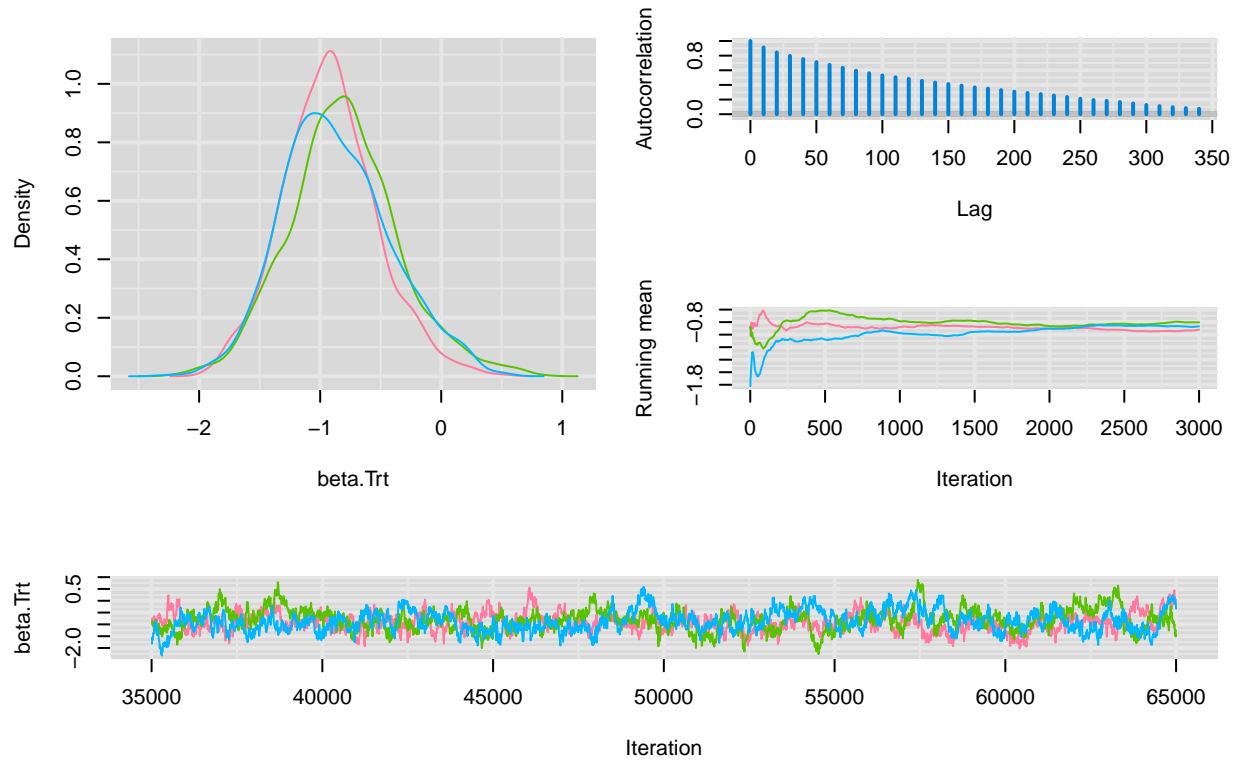 Density
0.0 0.2 0.4 0.6 0.8 1.0
−2 −1 0 1
beta.Trt
Autocorrelation
0.0 0.8
0 50 100 150 200 250 300 350
Lag
Running mean
−1.8 −0.8
0 500 1000 1500 2000 2500 3000
Iteration
beta.Trt
−2.0 0.5
35000 40000 45000 50000 55000 60000 65000
Iteration